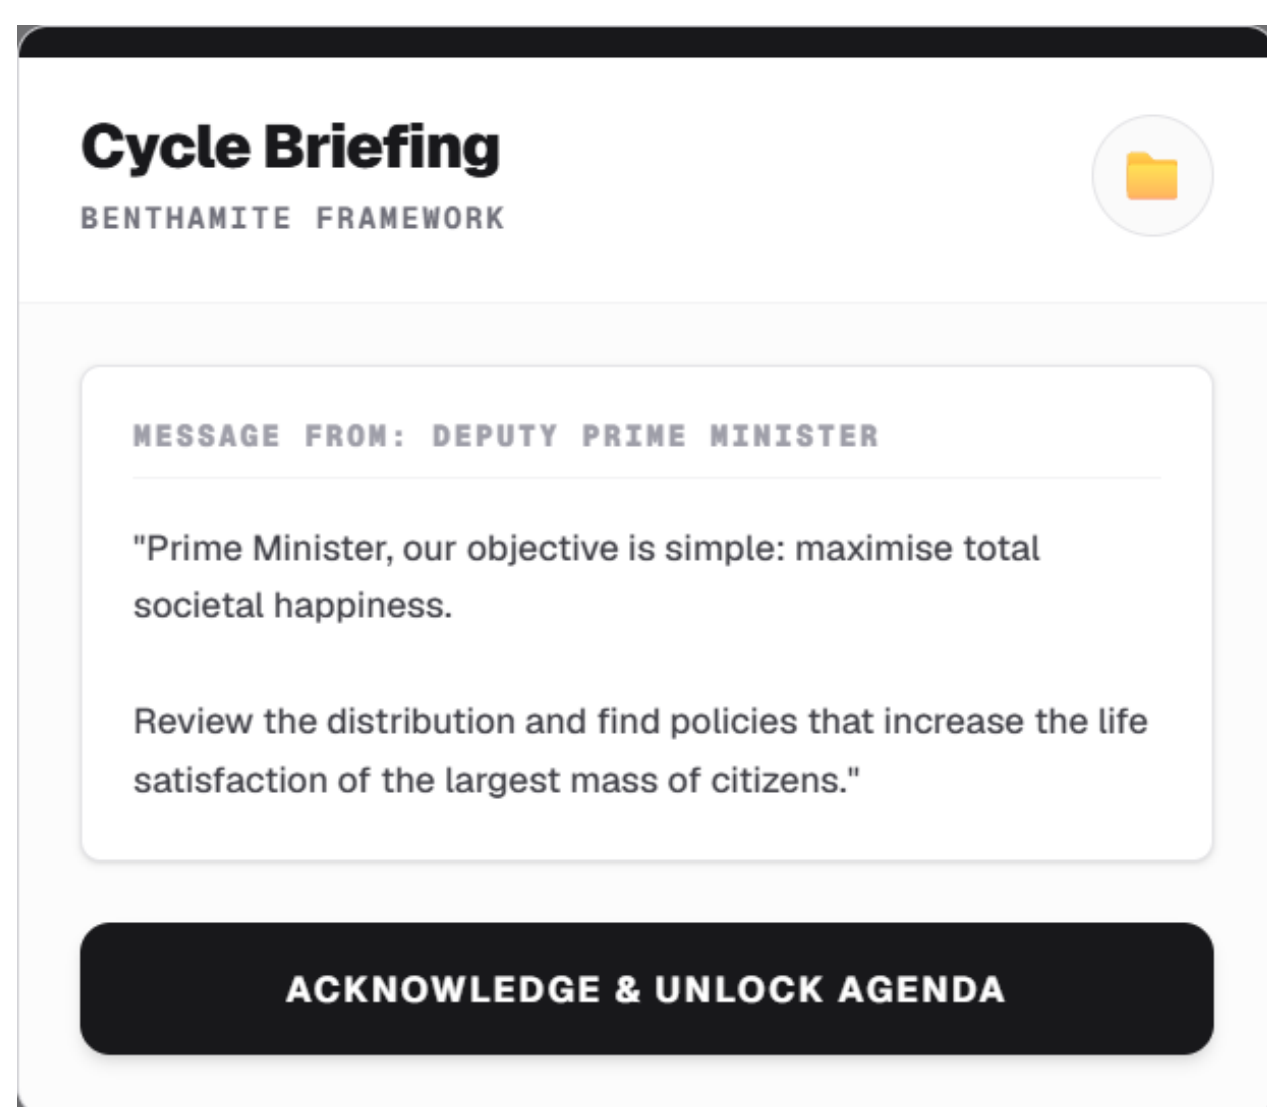 Cycle Briefing
BENTHAMITE FRAMEWORK
MESSAGE FROM: DEPUTY PRIME MINISTER
"Prime Minister, our objective is simple: maximise total
societal happiness.
Review the distribution and find policies that increase the life
satisfaction of the largest mass of citizens."
ACKNOWLEDGE & UNLOCK AGENDA